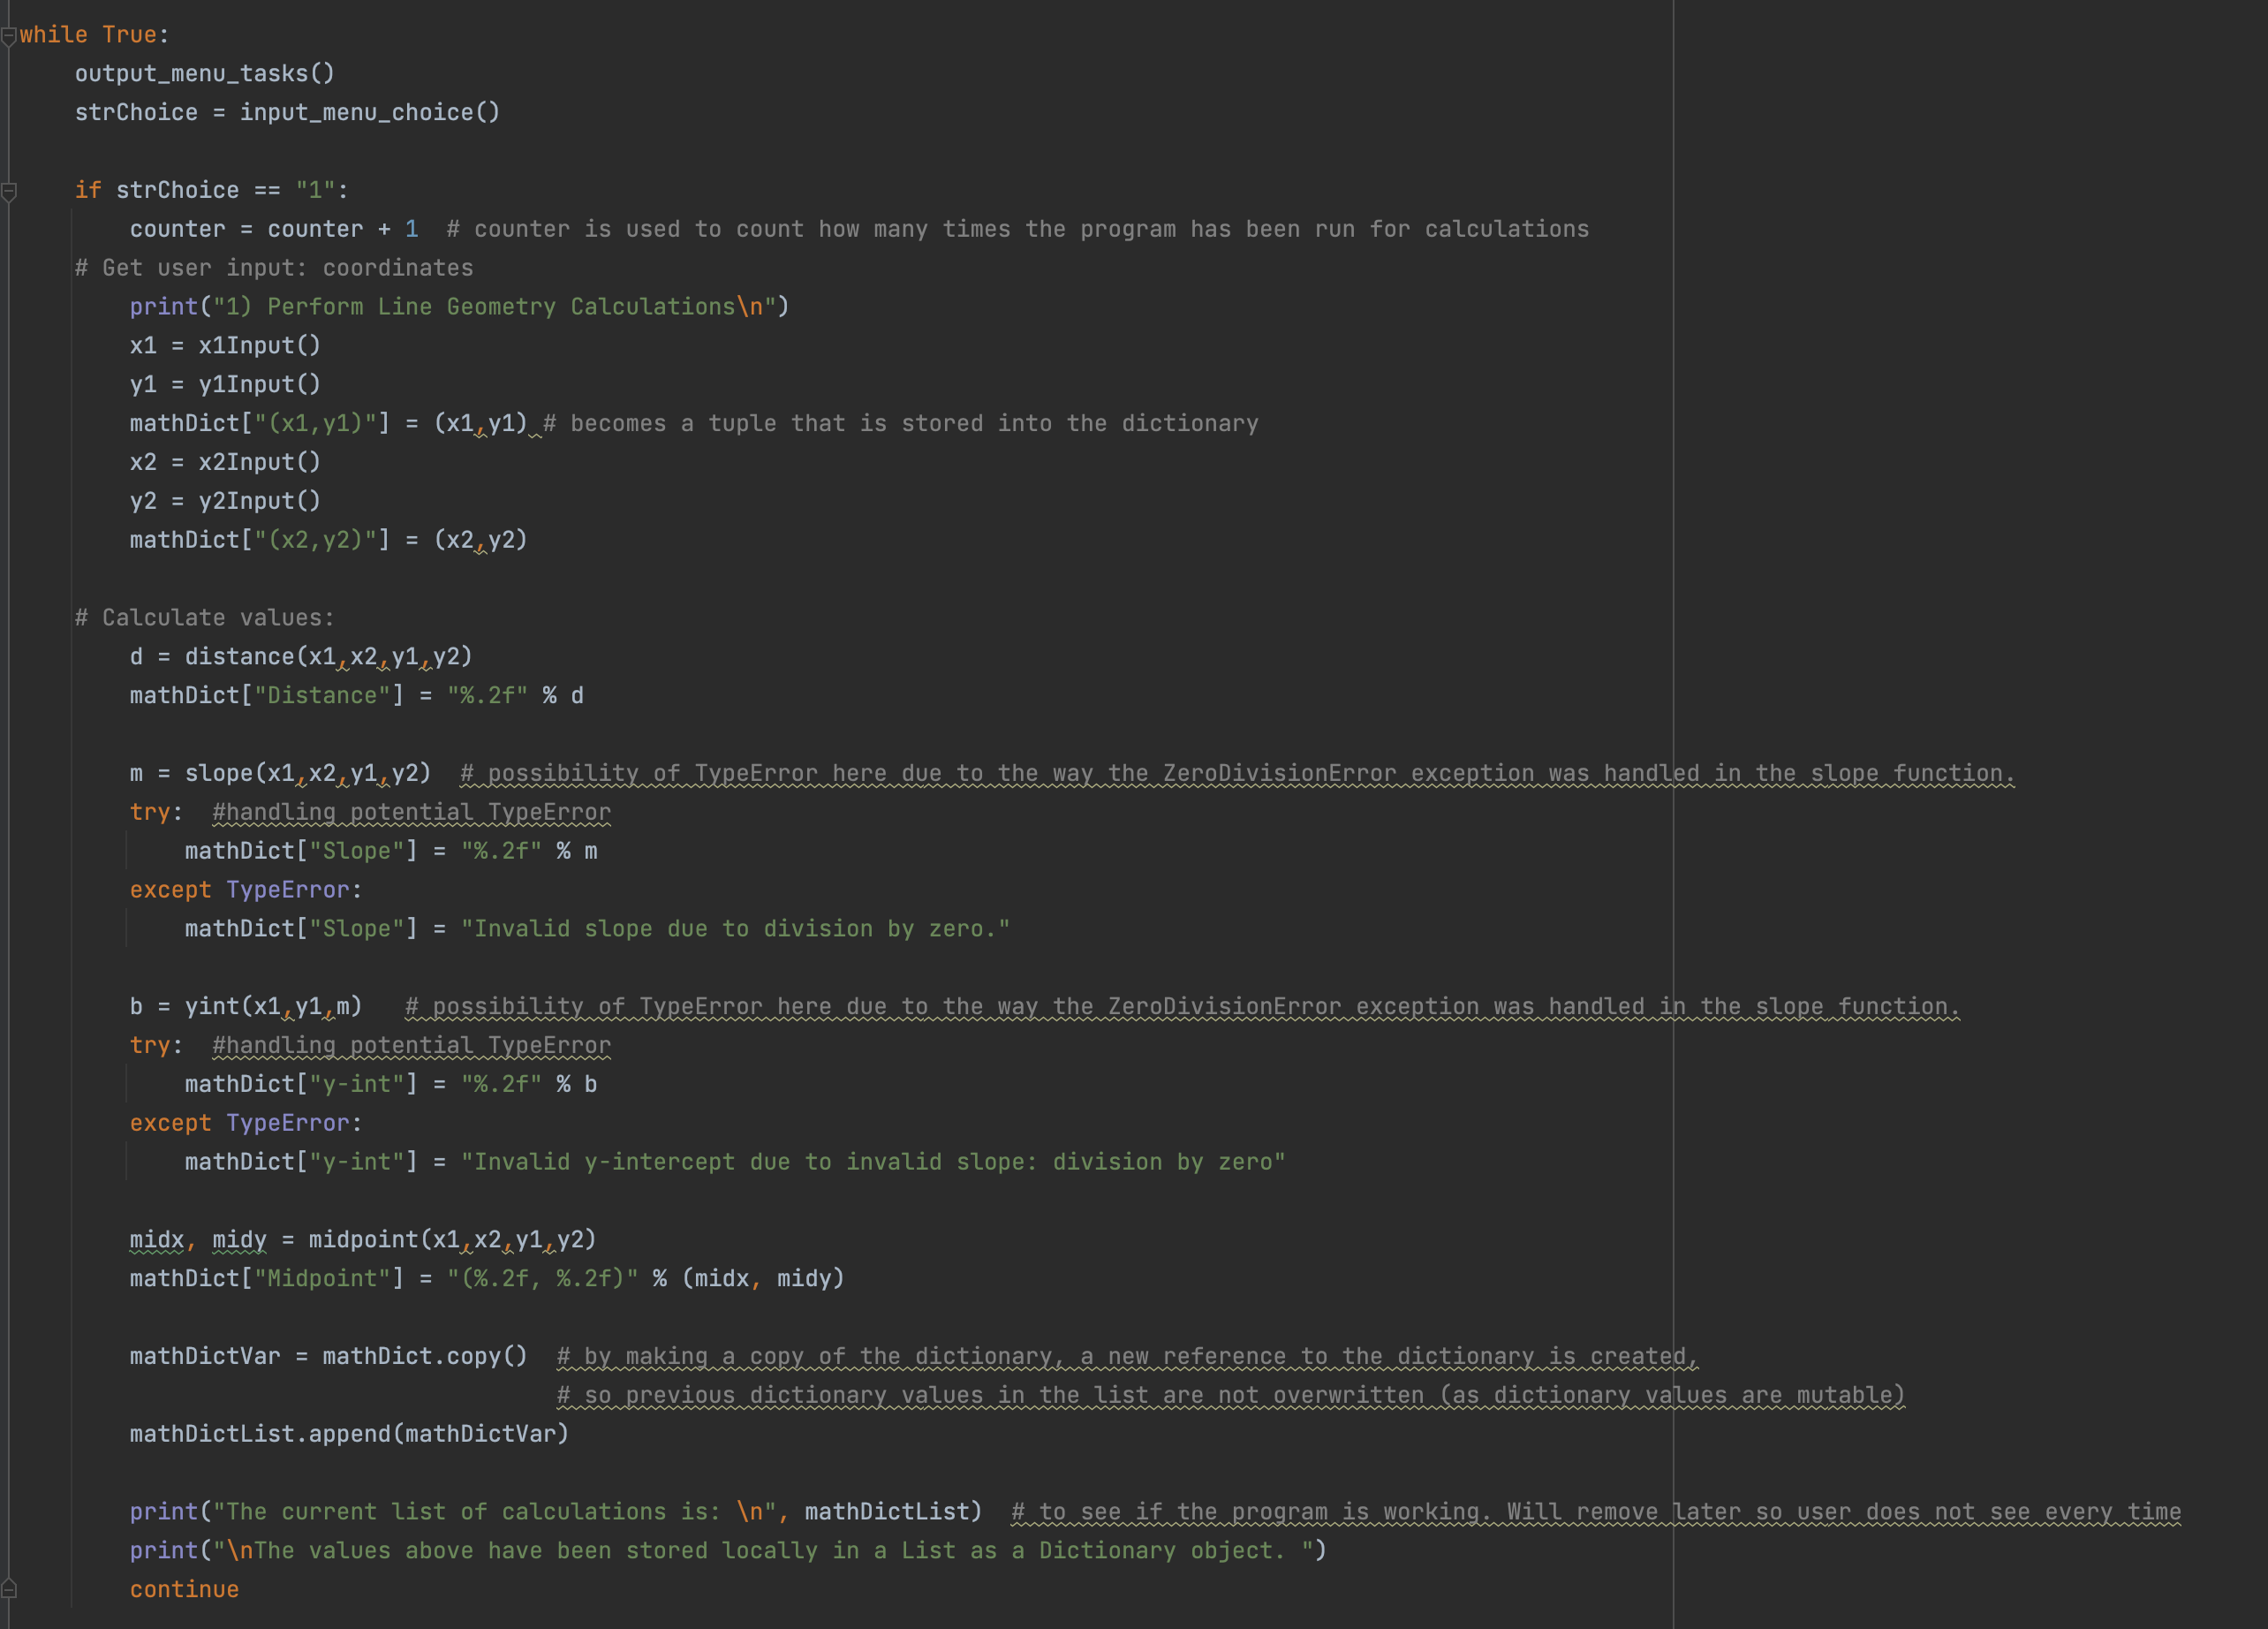 while True:
    output_menu_tasks()
    strChoice = input_menu_choice()

    if strChoice == "1":
        counter = counter + 1  # counter is used to count how many times the program has been run for calculations
    # Get user input: coordinates
        print("1) Perform Line Geometry Calculations\n")
        x1 = x1Input()
        y1 = y1Input()
        mathDict["(x1,y1)"] = (x1,y1) # becomes a tuple that is stored into the dictionary
        x2 = x2Input()
        y2 = y2Input()
        mathDict["(x2,y2)"] = (x2,y2)

    # Calculate values:
        d = distance(x1,x2,y1,y2)
        mathDict["Distance"] = "%.2f" % d

        m = slope(x1,x2,y1,y2)  # possibility of TypeError here due to the way the ZeroDivisionError exception was handled in the slope function.
        try:  #handling potential TypeError
            mathDict["Slope"] = "%.2f" % m
        except TypeError:
            mathDict["Slope"] = "Invalid slope due to division by zero."

        b = yint(x1,y1,m)   # possibility of TypeError here due to the way the ZeroDivisionError exception was handled in the slope function.
        try:  #handling potential TypeError
            mathDict["y-int"] = "%.2f" % b
        except TypeError:
            mathDict["y-int"] = "Invalid y-intercept due to invalid slope: division by zero"

        midx, midy = midpoint(x1,x2,y1,y2)
        mathDict["Midpoint"] = "(%.2f, %.2f)" % (midx, midy)

        mathDictVar = mathDict.copy()  # by making a copy of the dictionary, a new reference to the dictionary is created,
                                       # so previous dictionary values in the list are not overwritten (as dictionary values are mutable)
        mathDictList.append(mathDictVar)

        print("The current list of calculations is: \n", mathDictList)  # to see if the program is working. Will remove later so user does not see every time
        print("\nThe values above have been stored locally in a List as a Dictionary object. ")
        continue